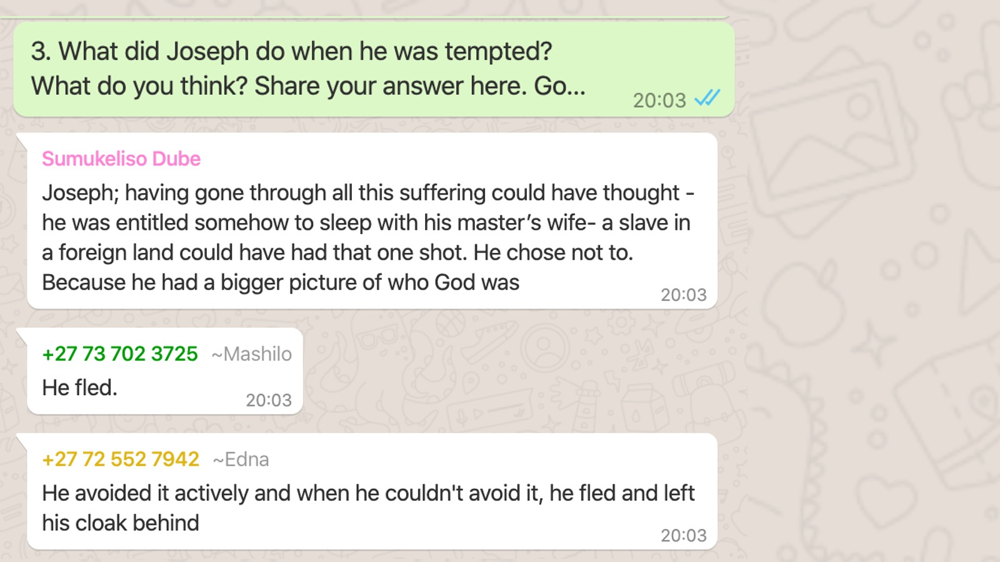 3. What did Joseph do when he was tempted?
What do you think? Share your answer here. Go...
20:03
Sumukeliso Dube
Joseph; having gone through all this suffering could have thought -
he was entitled somehow to sleep with his master’s wife- a slave in
a foreign land could have had that one shot. He chose not to.
Because he had a bigger picture of who God was
20:03
+27 73 702 3725 ~Mashilo
He fled.
20:03
+27 72 552 7942 ~Edna
He avoided it actively and when he couldn't avoid it, he fled and left
his cloak behind
20:03